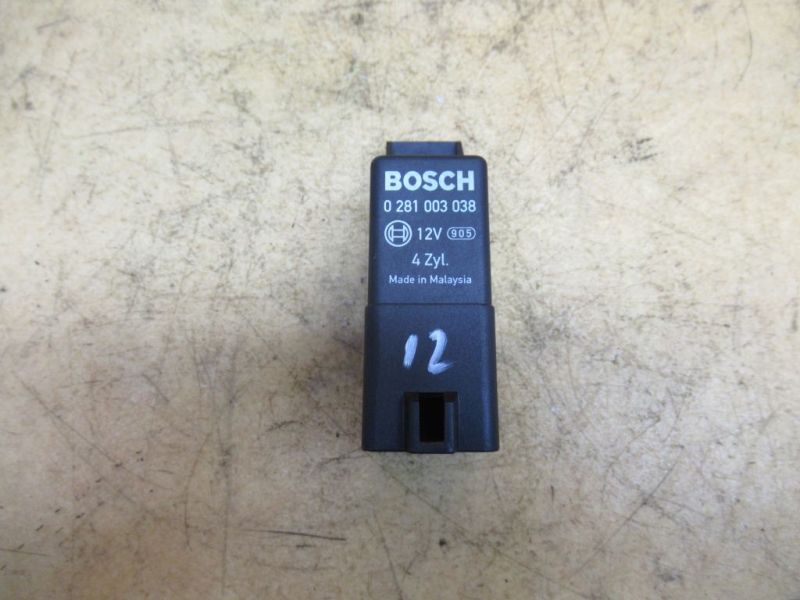 BOSCH
0 281 003 038
12V 905
4 Zyl.
Made in Malaysia
12